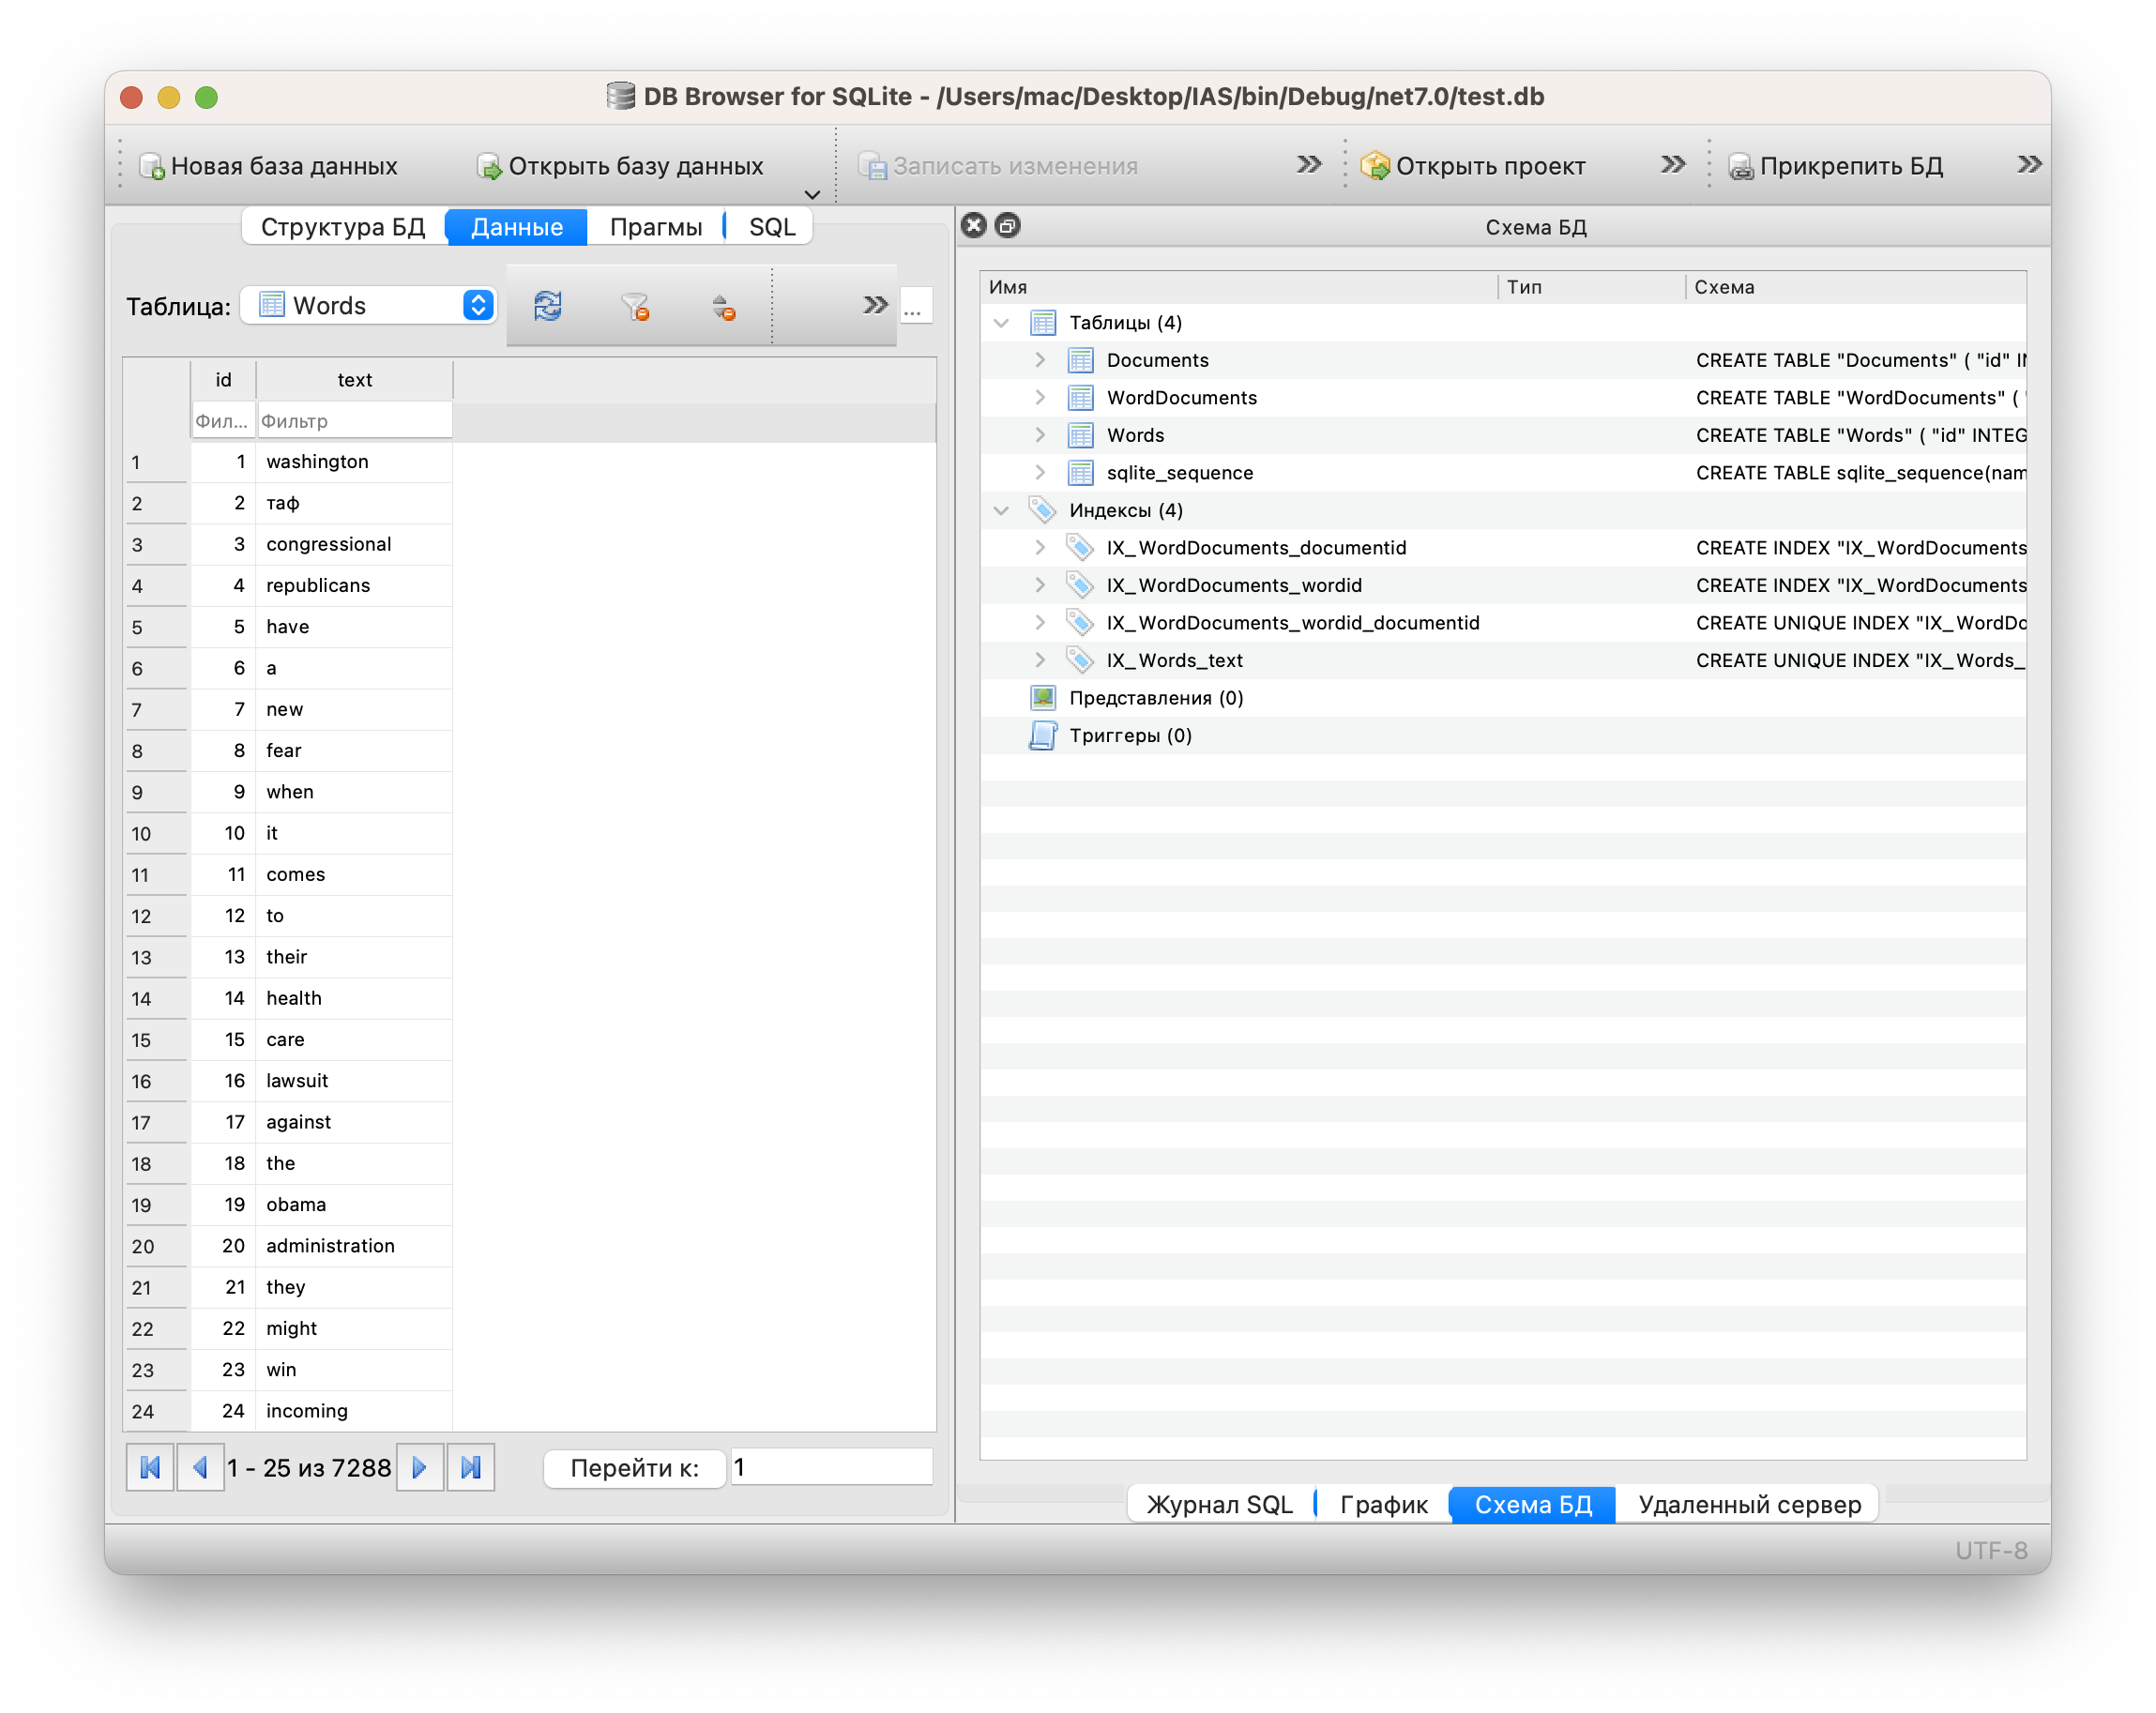 DB Browser for SQLite - /Users/mac/Desktop/IAS/bin/Debug/net7.0/test.db
Новая база данных Открыть базу данных Записать изменения Открыть проект Прикрепить БД
Структура БД Данные Прагмы SQL
Таблица: Words ...
id text
Фил... Фильтр
1 1 washington
2 2 таф
3 3 congressional
4 4 republicans
5 5 have
6 6 a
7 7 new
8 8 fear
9 9 when
10 10 it
11 11 comes
12 12 to
13 13 their
14 14 health
15 15 care
16 16 lawsuit
17 17 against
18 18 the
19 19 obama
20 20 administration
21 21 they
22 22 might
23 23 win
24 24 incoming
1 - 25 из 7288 Перейти к: 1
Схема БД
Имя Тип Схема
Таблицы (4)
Documents CREATE TABLE "Documents" ( "id" IN
WordDocuments CREATE TABLE "WordDocuments" ( "
Words CREATE TABLE "Words" ( "id" INTEG
sqlite_sequence CREATE TABLE sqlite_sequence(nam
Индексы (4)
IX_WordDocuments_documentid CREATE INDEX "IX_WordDocuments
IX_WordDocuments_wordid CREATE INDEX "IX_WordDocuments
IX_WordDocuments_wordid_documentid CREATE UNIQUE INDEX "IX_WordDo
IX_Words_text CREATE UNIQUE INDEX "IX_Words_
Представления (0)
Триггеры (0)
Журнал SQL График Схема БД Удаленный сервер
UTF-8